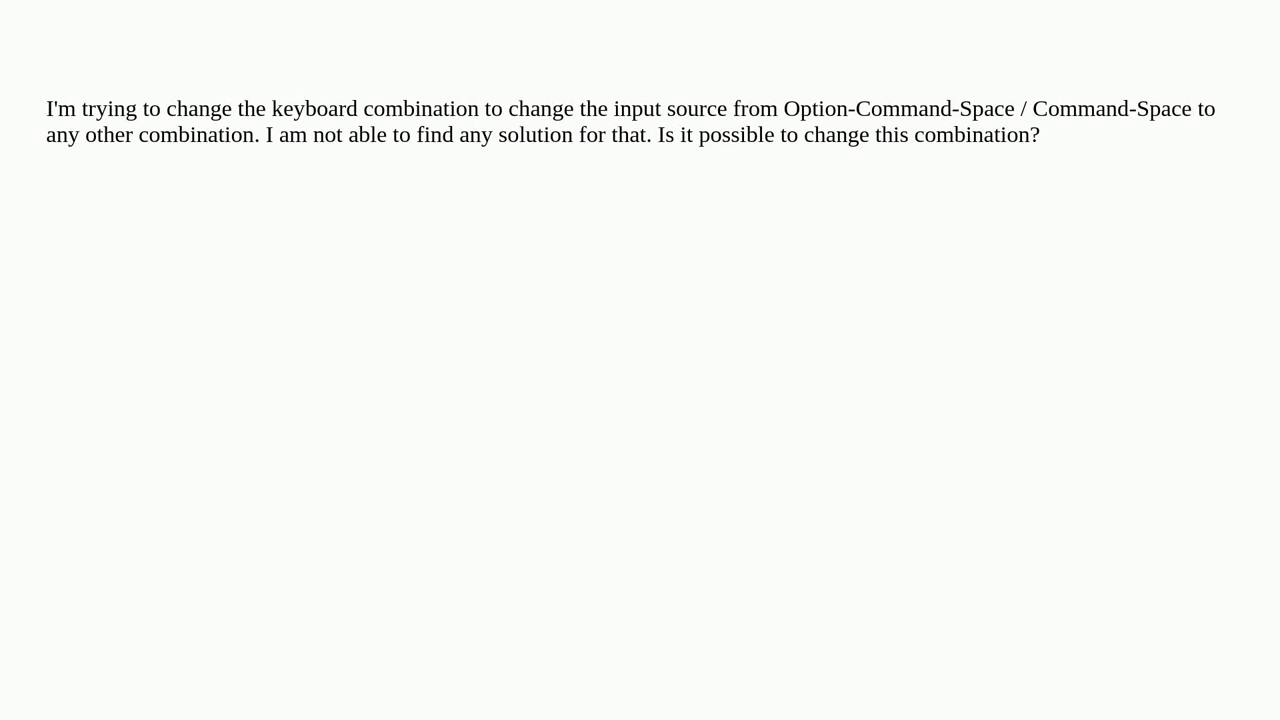 I'm trying to change the keyboard combination to change the input source from Option-Command-Space / Command-Space to
any other combination. I am not able to find any solution for that. Is it possible to change this combination?